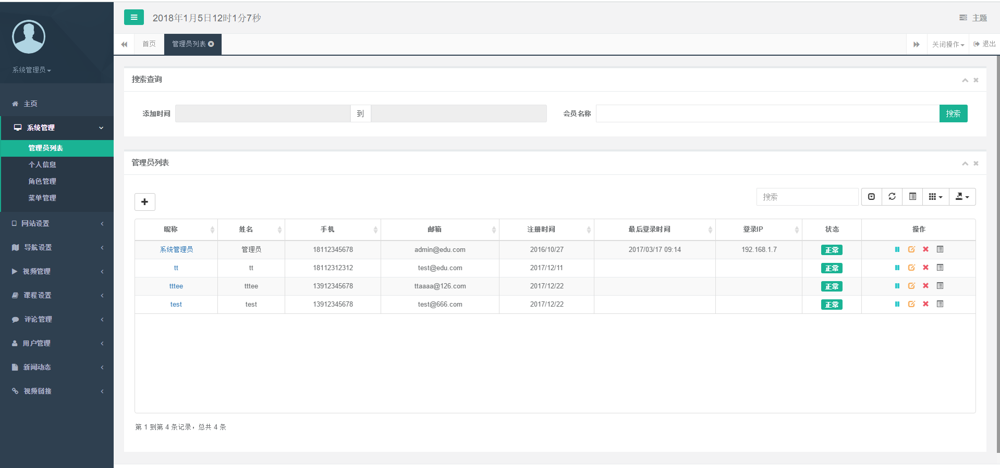 2018年1月5日12时1分7秒
主题
首页
管理员列表
关闭操作
退出
系统管理员
主页
系统管理
管理员列表
个人信息
角色管理
菜单管理
网站设置
导航设置
视频管理
课程设置
评论管理
用户管理
新闻动态
视频链接
搜索查询
添加时间 到 会员名称 搜索
管理员列表
搜索
昵称 姓名 手机 邮箱 注册时间 最后登录时间 登录IP 状态 操作
系统管理员 管理员 18112345678 admin@edu.com 2016/10/27 2017/03/17 09:14 192.168.1.7 正常
tt tt 18112312312 test@edu.com 2017/12/11 正常
tttee tttee 13912345678 ttaaaa@126.com 2017/12/22 正常
test test 13912345678 test@666.com 2017/12/22 正常
第 1 到第 4 条记录，总共 4 条